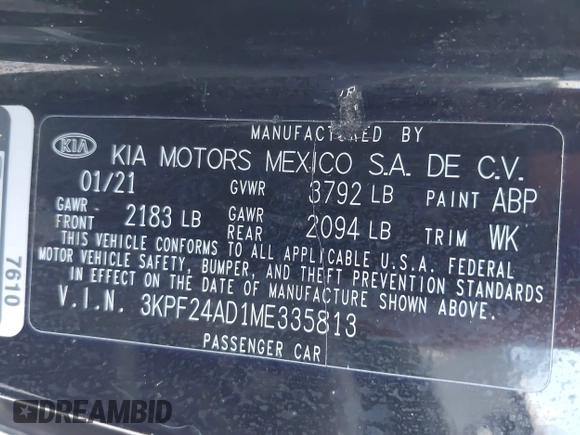 MANUFACTURED BY
KIA KIA MOTORS MEXICO S.A. DE C.V.
01/21 GVWR 3792 LB PAINT ABP
GAWR FRONT 2183 LB GAWR REAR 2094 LB TRIM WK
THIS VEHICLE CONFORMS TO ALL APPLICABLE U.S.A. FEDERAL
MOTOR VEHICLE SAFETY, BUMPER, AND THEFT PREVENTION STANDARDS
IN EFFECT ON THE DATE OF MANUFACTURE SHOWN ABOVE.
V.I.N. 3KPF24AD1ME335813
PASSENGER CAR
7610
DREAMBID